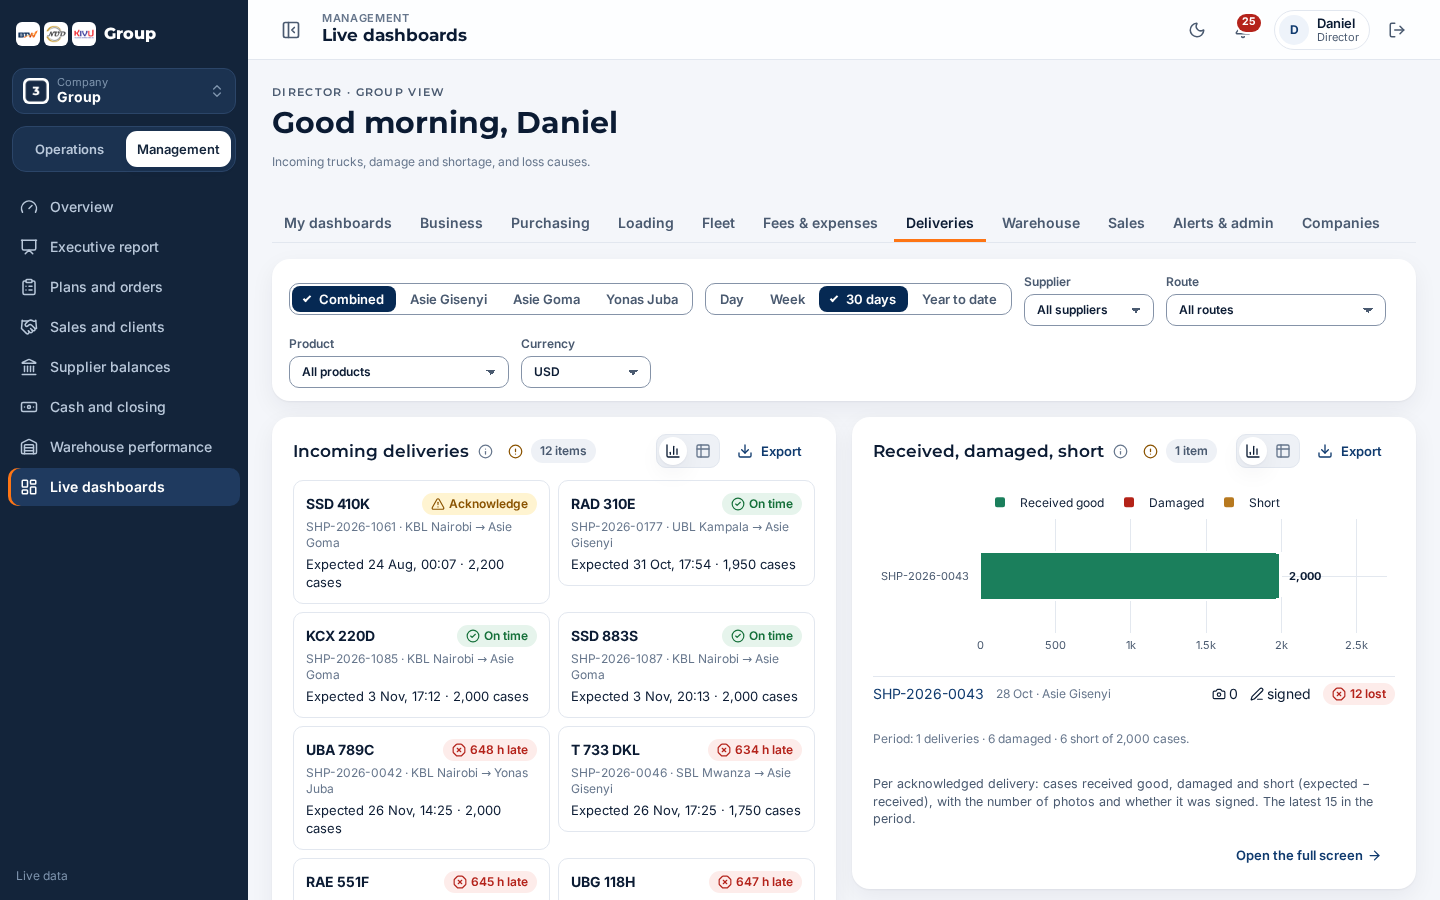 BTW NTD KIVU Group
Company
3 Group
Operations Management
Overview
Executive report
Plans and orders
Sales and clients
Supplier balances
Cash and closing
Warehouse performance
Live dashboards
Live data
MANAGEMENT
Live dashboards
25
D Daniel
Director
DIRECTOR · GROUP VIEW
Good morning, Daniel
Incoming trucks, damage and shortage, and loss causes.
My dashboards Business Purchasing Loading Fleet Fees & expenses Deliveries Warehouse Sales Alerts & admin Companies
Combined Asie Gisenyi Asie Goma Yonas Juba
Day Week 30 days Year to date
Supplier
All suppliers
Route
All routes
Product
All products
Currency
USD
Incoming deliveries 12 items Export
SSD 410K Acknowledge
SHP-2026-1061 · KBL Nairobi → Asie
Goma
Expected 24 Aug, 00:07 · 2,200
cases
RAD 310E On time
SHP-2026-0177 · UBL Kampala → Asie
Gisenyi
Expected 31 Oct, 17:54 · 1,950 cases
KCX 220D On time
SHP-2026-1085 · KBL Nairobi → Asie
Goma
Expected 3 Nov, 17:12 · 2,000 cases
SSD 883S On time
SHP-2026-1087 · KBL Nairobi → Asie
Goma
Expected 3 Nov, 20:13 · 2,000 cases
UBA 789C 648 h late
SHP-2026-0042 · KBL Nairobi → Yonas
Juba
Expected 26 Nov, 14:25 · 2,000
cases
T 733 DKL 634 h late
SHP-2026-0046 · SBL Mwanza → Asie
Gisenyi
Expected 26 Nov, 17:25 · 1,750 cases
RAE 551F 645 h late
UBG 118H 647 h late
Received, damaged, short 1 item Export
Received good Damaged Short
SHP-2026-0043 2,000
0 500 1k 1.5k 2k 2.5k
SHP-2026-0043 28 Oct · Asie Gisenyi 0 signed 12 lost
Period: 1 deliveries · 6 damaged · 6 short of 2,000 cases.
Per acknowledged delivery: cases received good, damaged and short (expected −
received), with the number of photos and whether it was signed. The latest 15 in the
period.
Open the full screen →